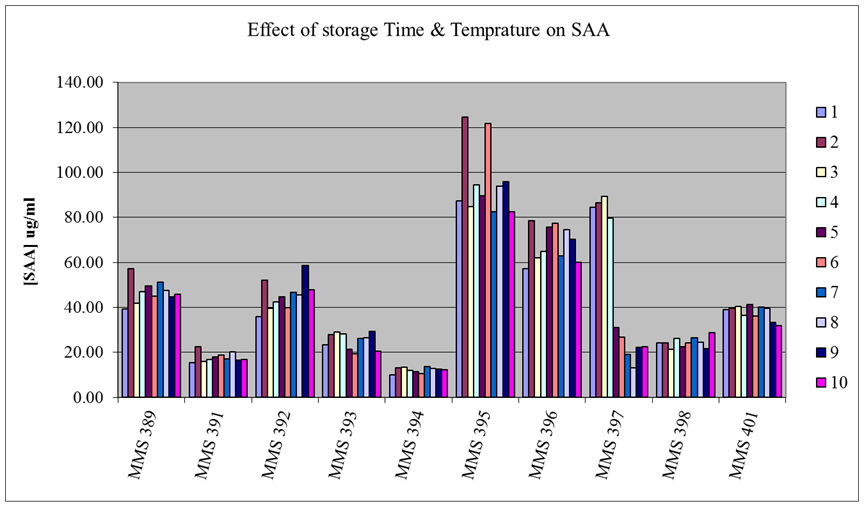 Effect of storage Time & Temprature on SAA
140.00
120.00
100.00
80.00
60.00
40.00
20.00
0.00
[SAA] ug/ml
MMS 389
MMS 391
MMS 392
MMS 393
MMS 394
MMS 395
MMS 396
MMS 397
MMS 398
MMS 401
1
2
3
4
5
6
7
8
9
10